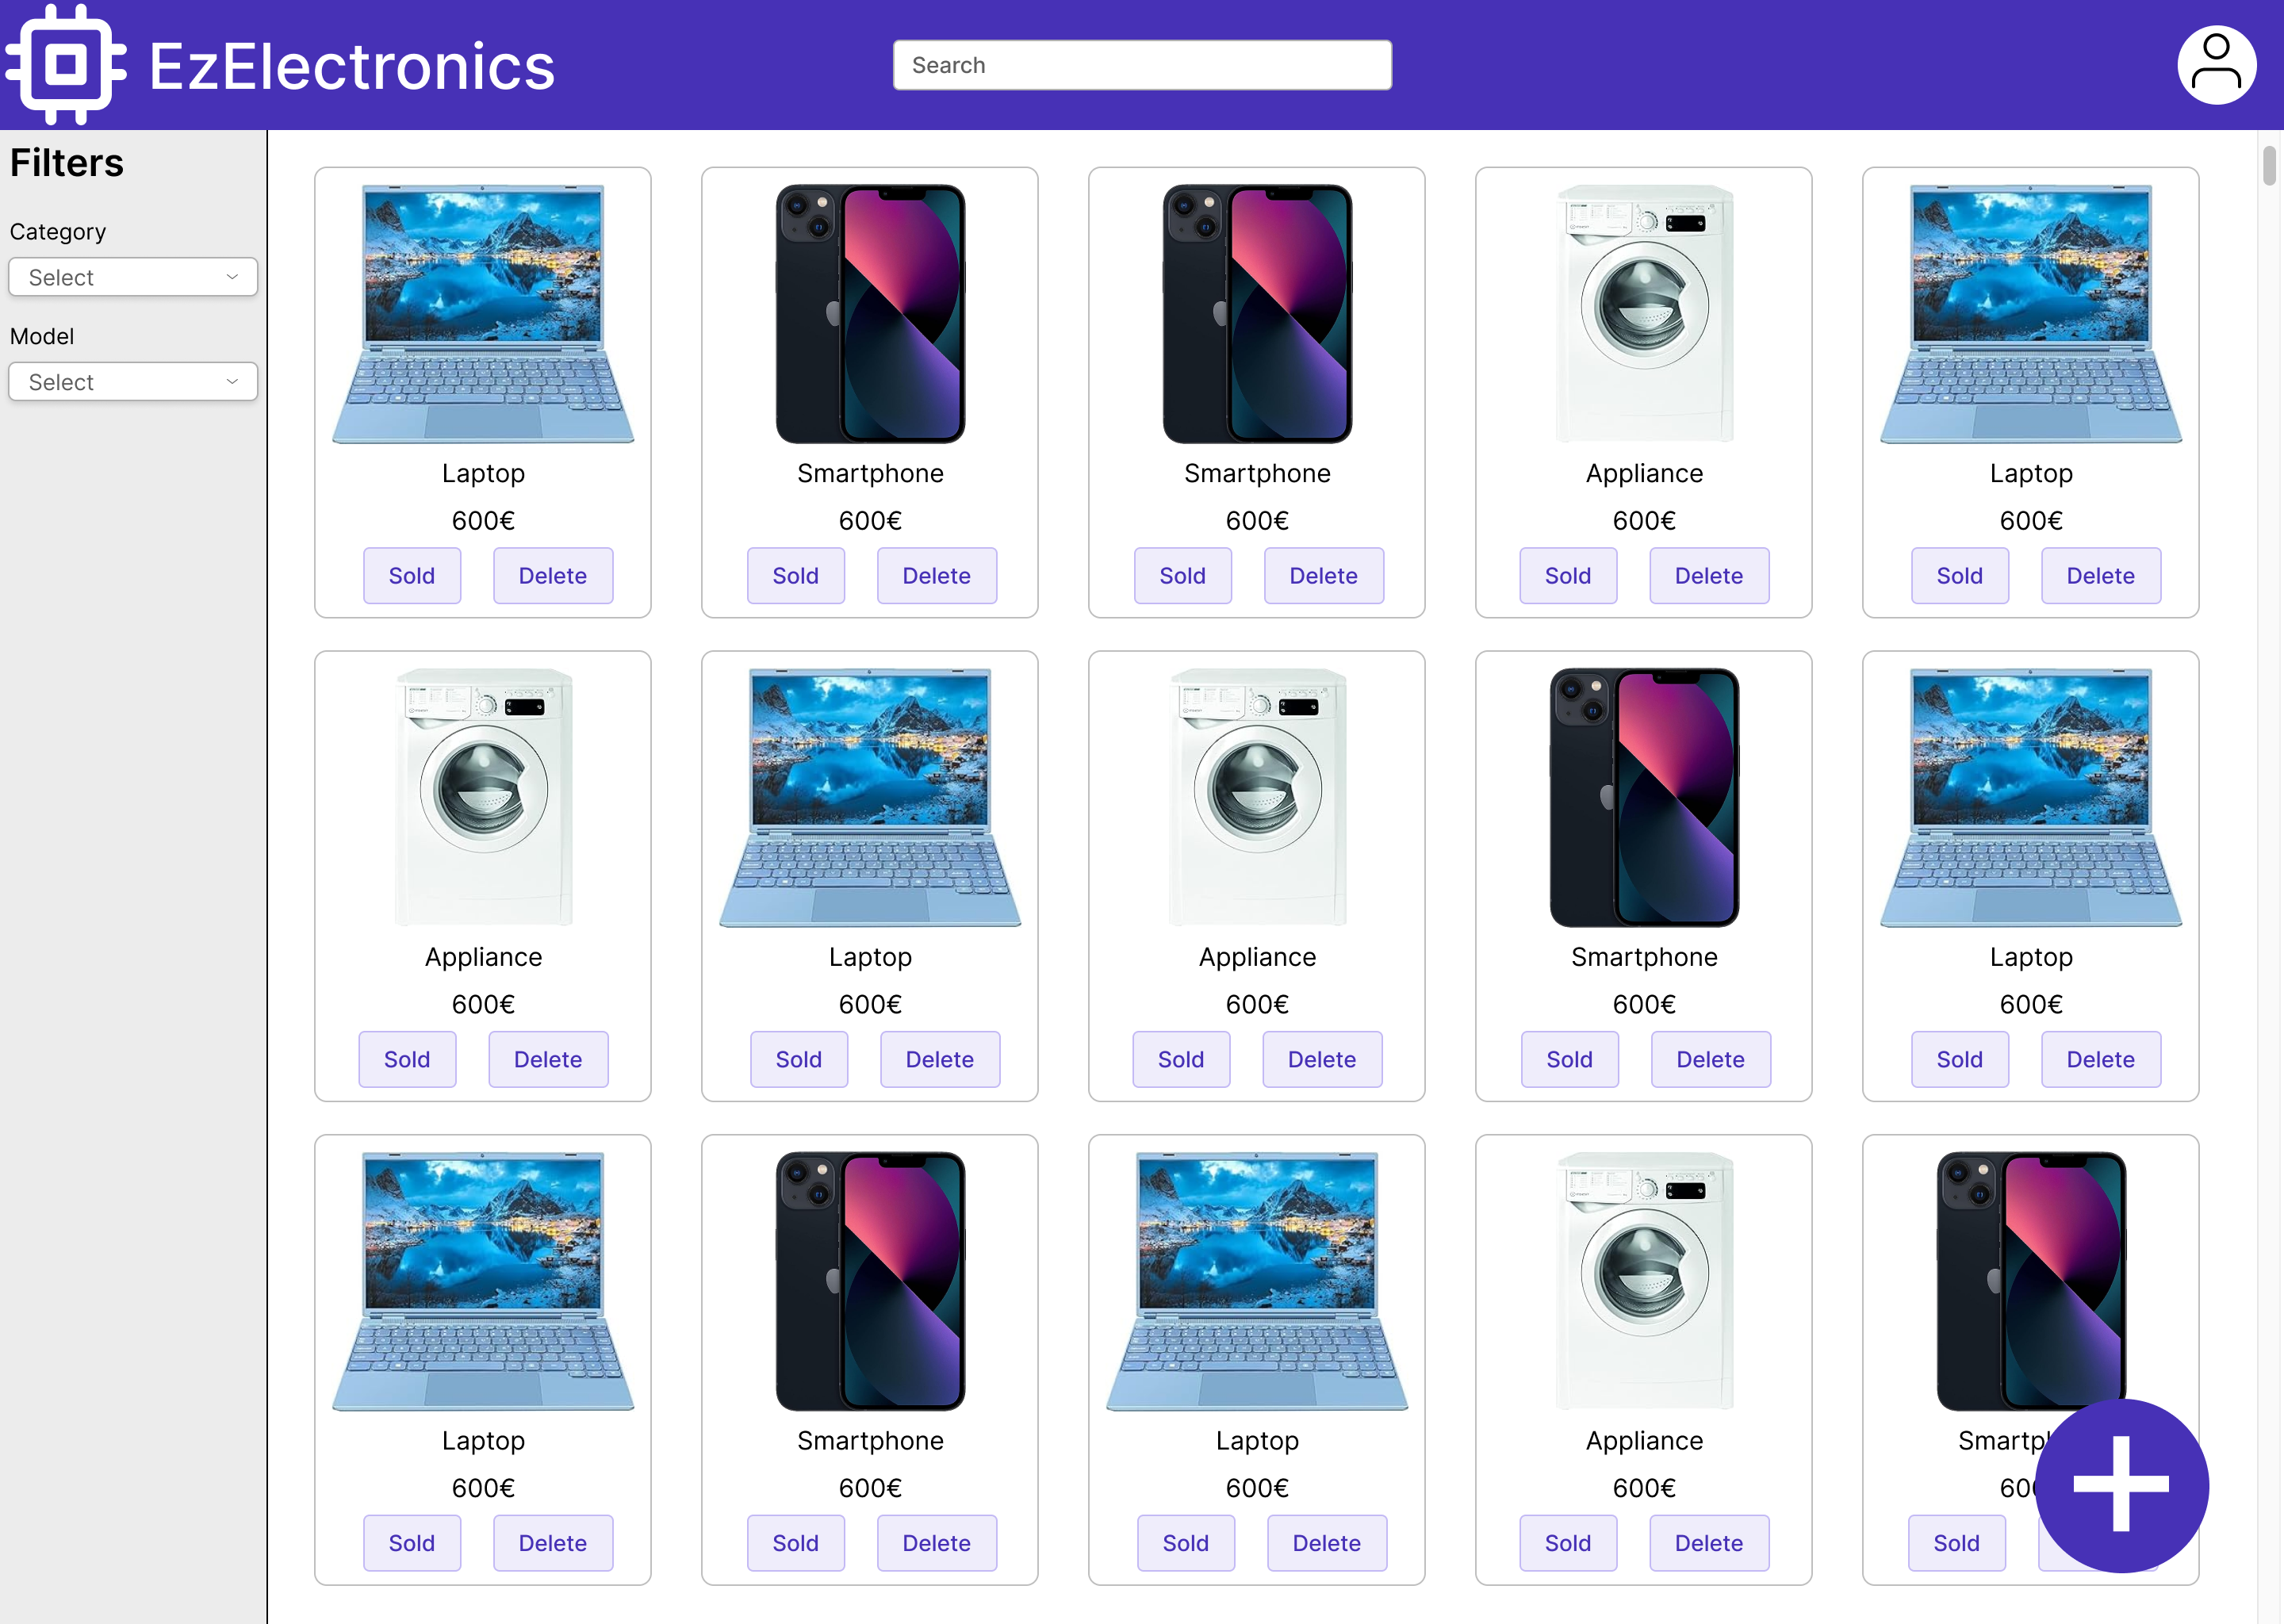 EzElectronics
Search
Filters
Category
Select
Model
Select
Laptop
600€
Sold Delete
Smartphone
600€
Sold Delete
Smartphone
600€
Sold Delete
Appliance
600€
Sold Delete
Laptop
600€
Sold Delete
Appliance
600€
Sold Delete
Laptop
600€
Sold Delete
Appliance
600€
Sold Delete
Smartphone
600€
Sold Delete
Laptop
600€
Sold Delete
Laptop
600€
Sold Delete
Smartphone
600€
Sold Delete
Laptop
600€
Sold Delete
Appliance
600€
Sold Delete
Smartp
60
Sold